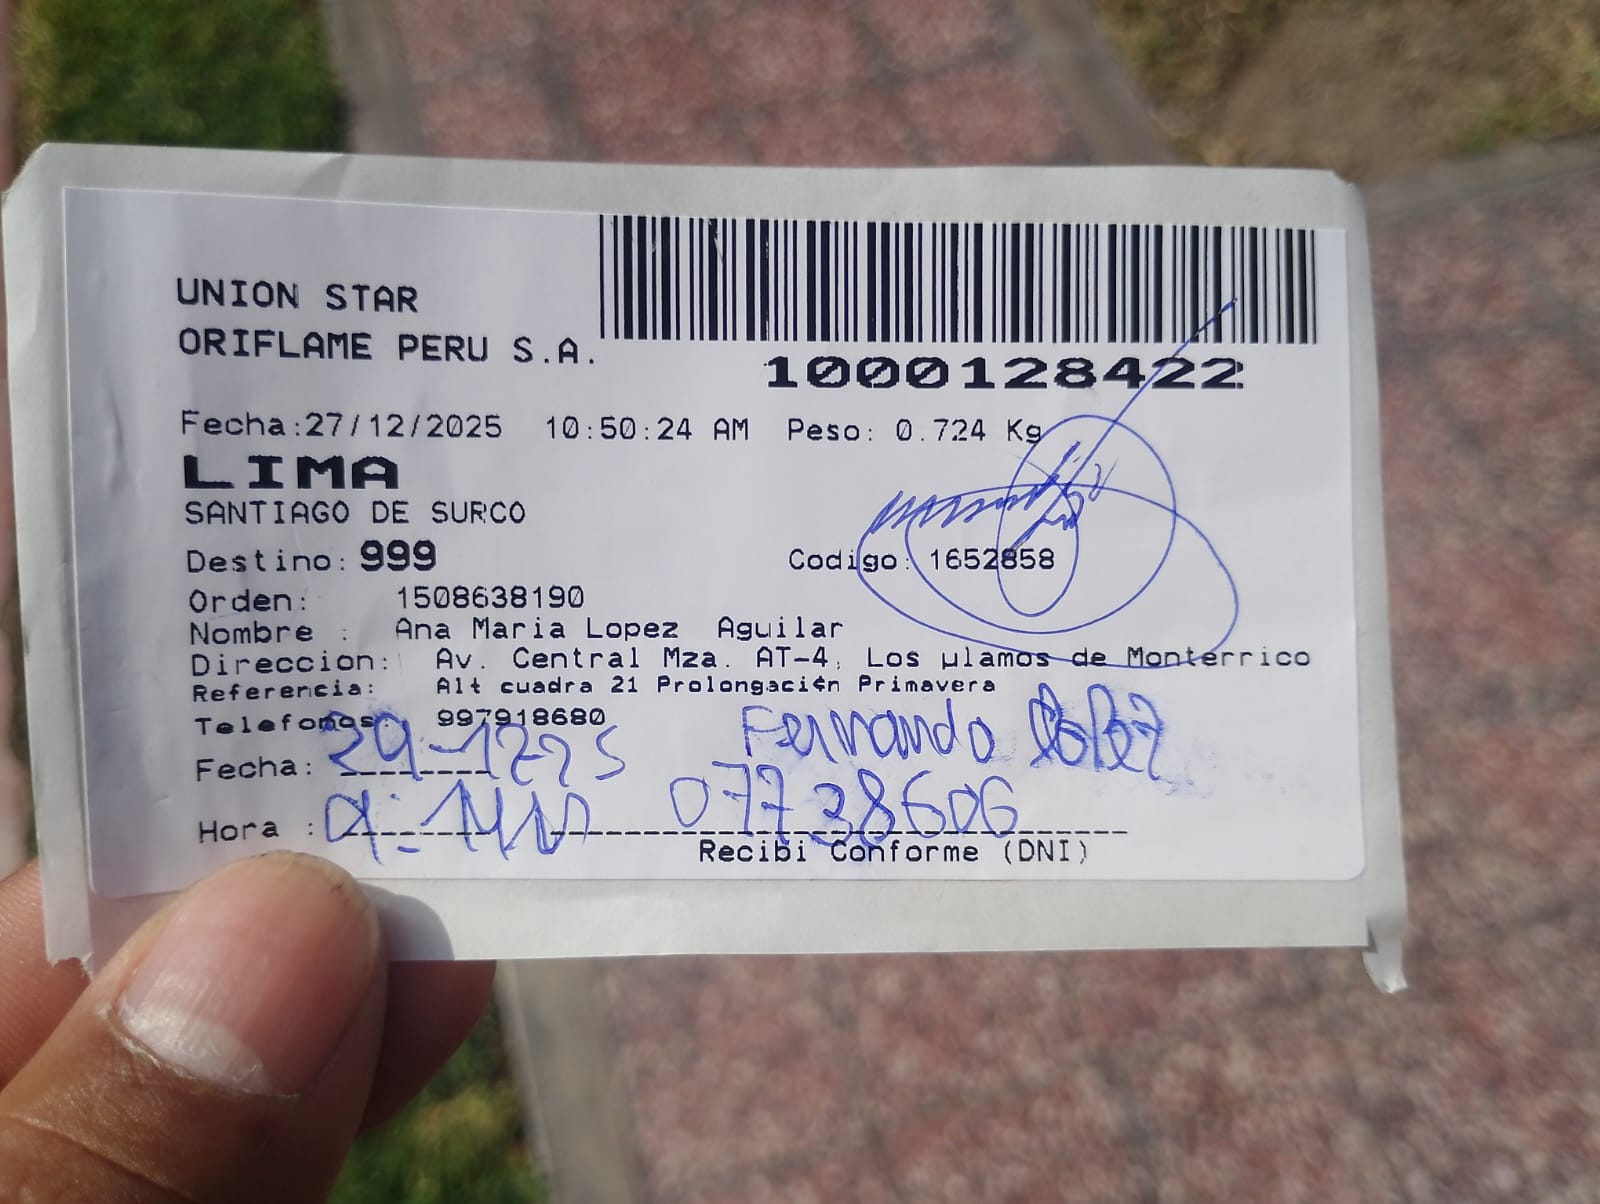 UNION STAR
ORIFLAME PERU S.A.
1000128422
Fecha:27/12/2025 10:50:24 AM Peso: 0.724 Kg
LIMA
SANTIAGO DE SURCO
Destino: 999 Codigo: 1652858
Orden: 1508638190
Nombre : Ana Maria Lopez Aguilar
Direccion: Av. Central Mza. AT-4, Los µlamos de Monterrico
Referencia: Alt cuadra 21 Prolongaci¢n Primavera
Telefonos: 997918680
Fernando
Fecha: 29-12
Hora : 07738606
Recibi Conforme (DNI)